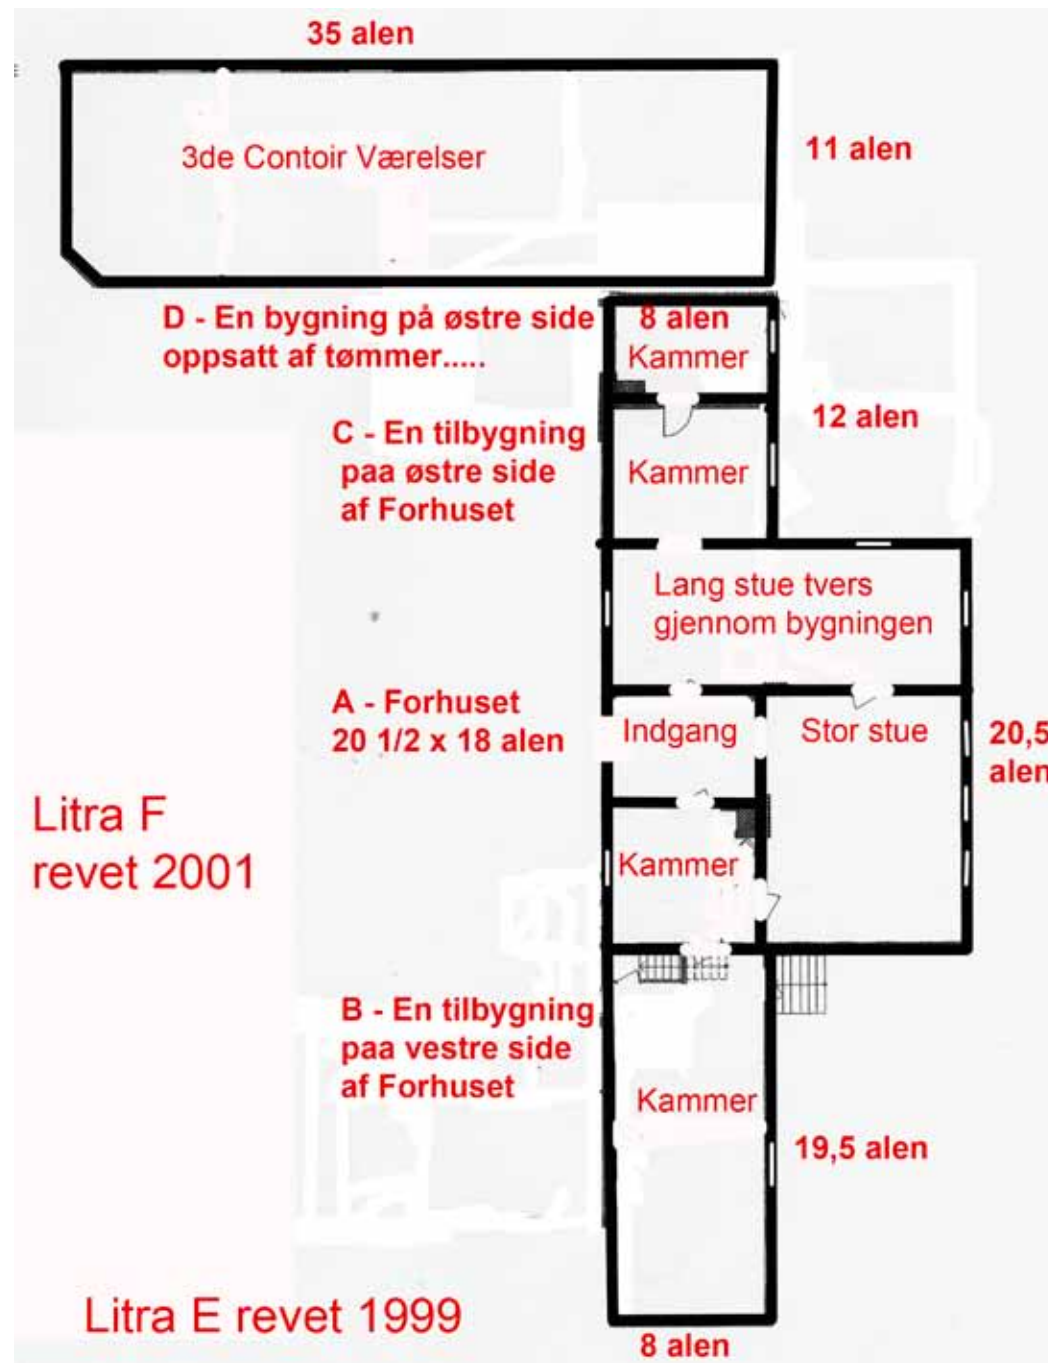 35 alen
3de Contoir Værelser
11 alen
D - En bygning på østre side
oppsatt af tømmer.....
8 alen
Kammer
12 alen
C - En tilbygning
paa østre side
af Forhuset
Kammer
Lang stue tvers
gjennom bygningen
A - Forhuset
20 1/2 x 18 alen
Indgang
Stor stue
20,5
alen
Litra F
revet 2001
Kammer
B - En tilbygning
paa vestre side
af Forhuset
Kammer
19,5 alen
Litra E revet 1999
8 alen